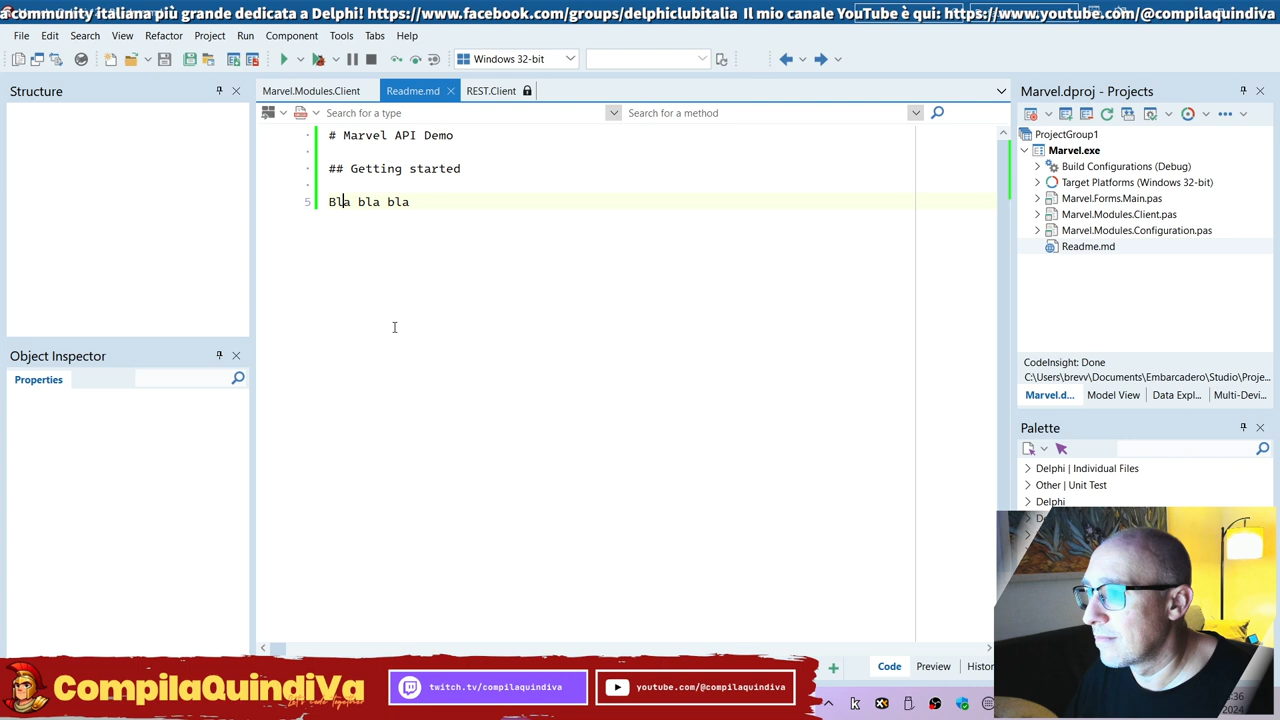 Community italiana più grande dedicata a Delphi! https://www.facebook.com/groups/delphiclubitalia Il mio canale YouTube è qui: https://www.youtube.com/@compilaquindiva
File Edit Search View Refactor Project Run Component Tools Tabs Help
Windows 32-bit
Structure
Marvel.Modules.Client Readme.md REST.Client
Marvel.dproj - Projects
Search for a type Search for a method
# Marvel API Demo
## Getting started
5 Bla bla bla
ProjectGroup1
Marvel.exe
Build Configurations (Debug)
Target Platforms (Windows 32-bit)
Marvel.Forms.Main.pas
Marvel.Modules.Client.pas
Marvel.Modules.Configuration.pas
Readme.md
Object Inspector
Properties
CodeInsight: Done
C:\Users\brevv\Documents\Embarcadero\Studio\Proje...
Marvel.d... Model View Data Expl... Multi-Devi...
Palette
Delphi | Individual Files
Other | Unit Test
Delphi
Code Preview Histor
CompilaQuindiVa
Let's Code Together
twitch.tv/compilaquindiva
youtube.com/@compilaquindiva